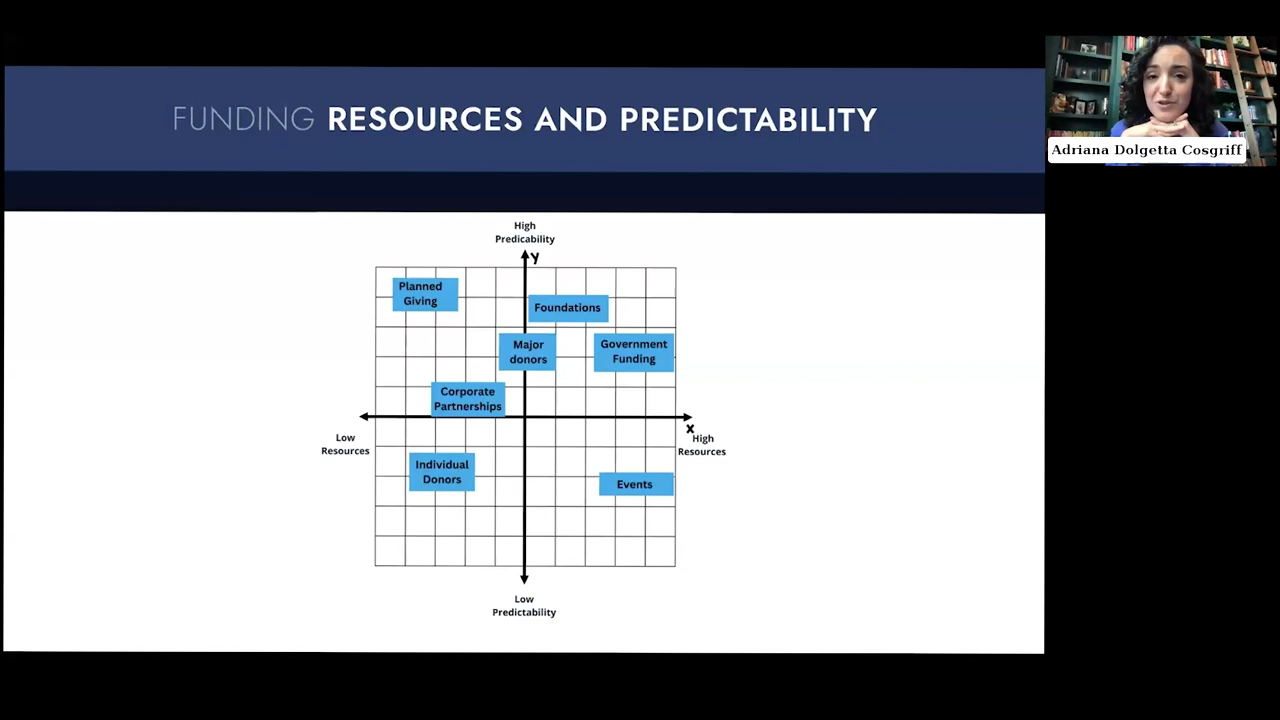 FUNDING RESOURCES AND PREDICTABILITY
Adriana Dolgetta Cosgriff
High
Predicability
y
Planned
Giving
Foundations
Major
donors
Government
Funding
Corporate
Partnerships
x
Low
Resources
High
Resources
Individual
Donors
Events
Low
Predictability